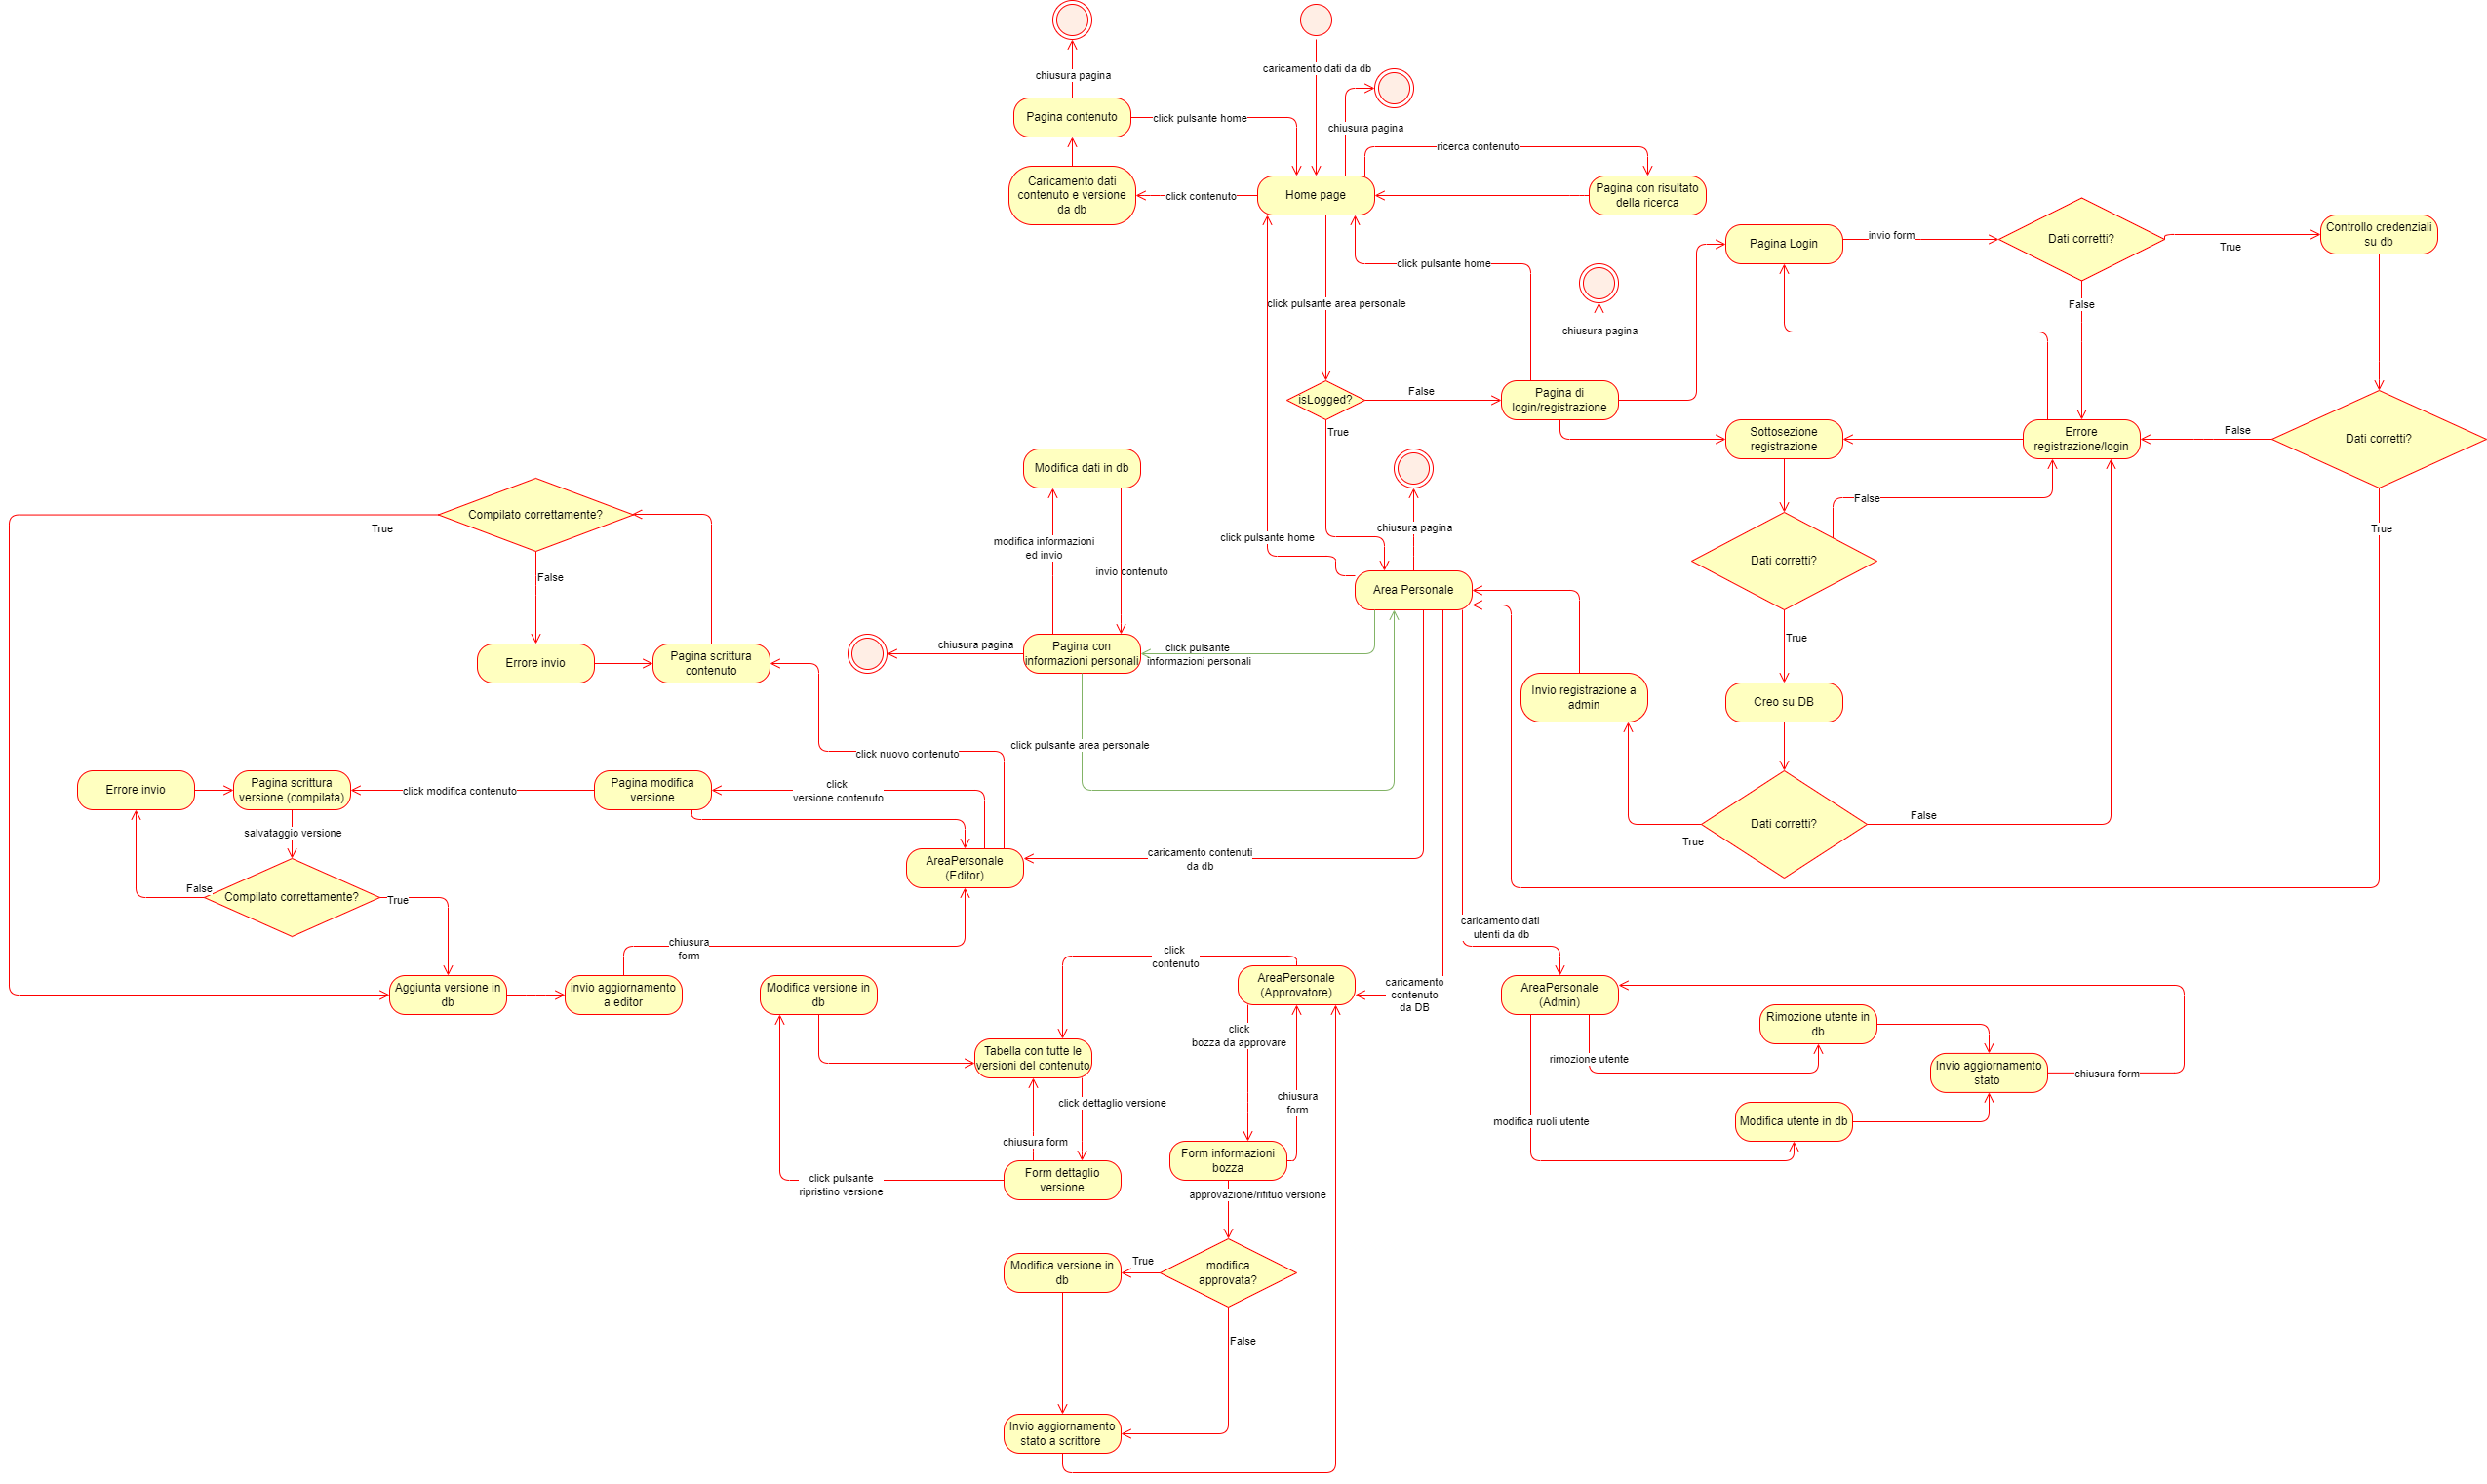 caricamento dati da db
chiusura pagina
Pagina contenuto
click pulsante home
chiusura pagina
ricerca contenuto
Caricamento dati
contenuto e versione
da db
click contenuto
Home page
Pagina con risultato
della ricerca
Pagina Login
invio form
Dati corretti?
True
Controllo credenziali
su db
click pulsante home
click pulsante area personale
chiusura pagina
False
isLogged?
False
Pagina di
login/registrazione
True
Sottosezione
registrazione
Errore
registrazione/login
False
Dati corretti?
Modifica dati in db
chiusura pagina
False
True
Compilato correttamente?
True
False
modifica informazioni
ed invio
invio contenuto
click pulsante home
Area Personale
Dati corretti?
True
Errore invio
Pagina scrittura
contenuto
chiusura pagina
Pagina con
informazioni personali
click pulsante
informazioni personali
Invio registrazione a
admin
Creo su DB
click nuovo contenuto
click pulsante area personale
Errore invio
Pagina scrittura
versione (compilata)
click modifica contenuto
Pagina modifica
versione
click
versione contenuto
salvataggio versione
Dati corretti?
False
True
AreaPersonale
(Editor)
caricamento contenuti
da db
False
Compilato correttamente?
True
chiusura
form
caricamento dati
utenti da db
Aggiunta versione in
db
invio aggiornamento
a editor
Modifica versione in
db
click
contenuto
AreaPersonale
(Approvatore)
caricamento
contenuto
da DB
AreaPersonale
(Admin)
Rimozione utente in
db
click
bozza da approvare
Tabella con tutte le
versioni del contenuto
rimozione utente
Invio aggiornamento
stato
chiusura form
click dettaglio versione
chiusura
form
modifica ruoli utente
Modifica utente in db
chiusura form
Form informazioni
bozza
Form dettaglio
versione
click pulsante
ripristino versione
approvazione/rifituo versione
Modifica versione in
db
True
modifica
approvata?
False
Invio aggiornamento
stato a scrittore